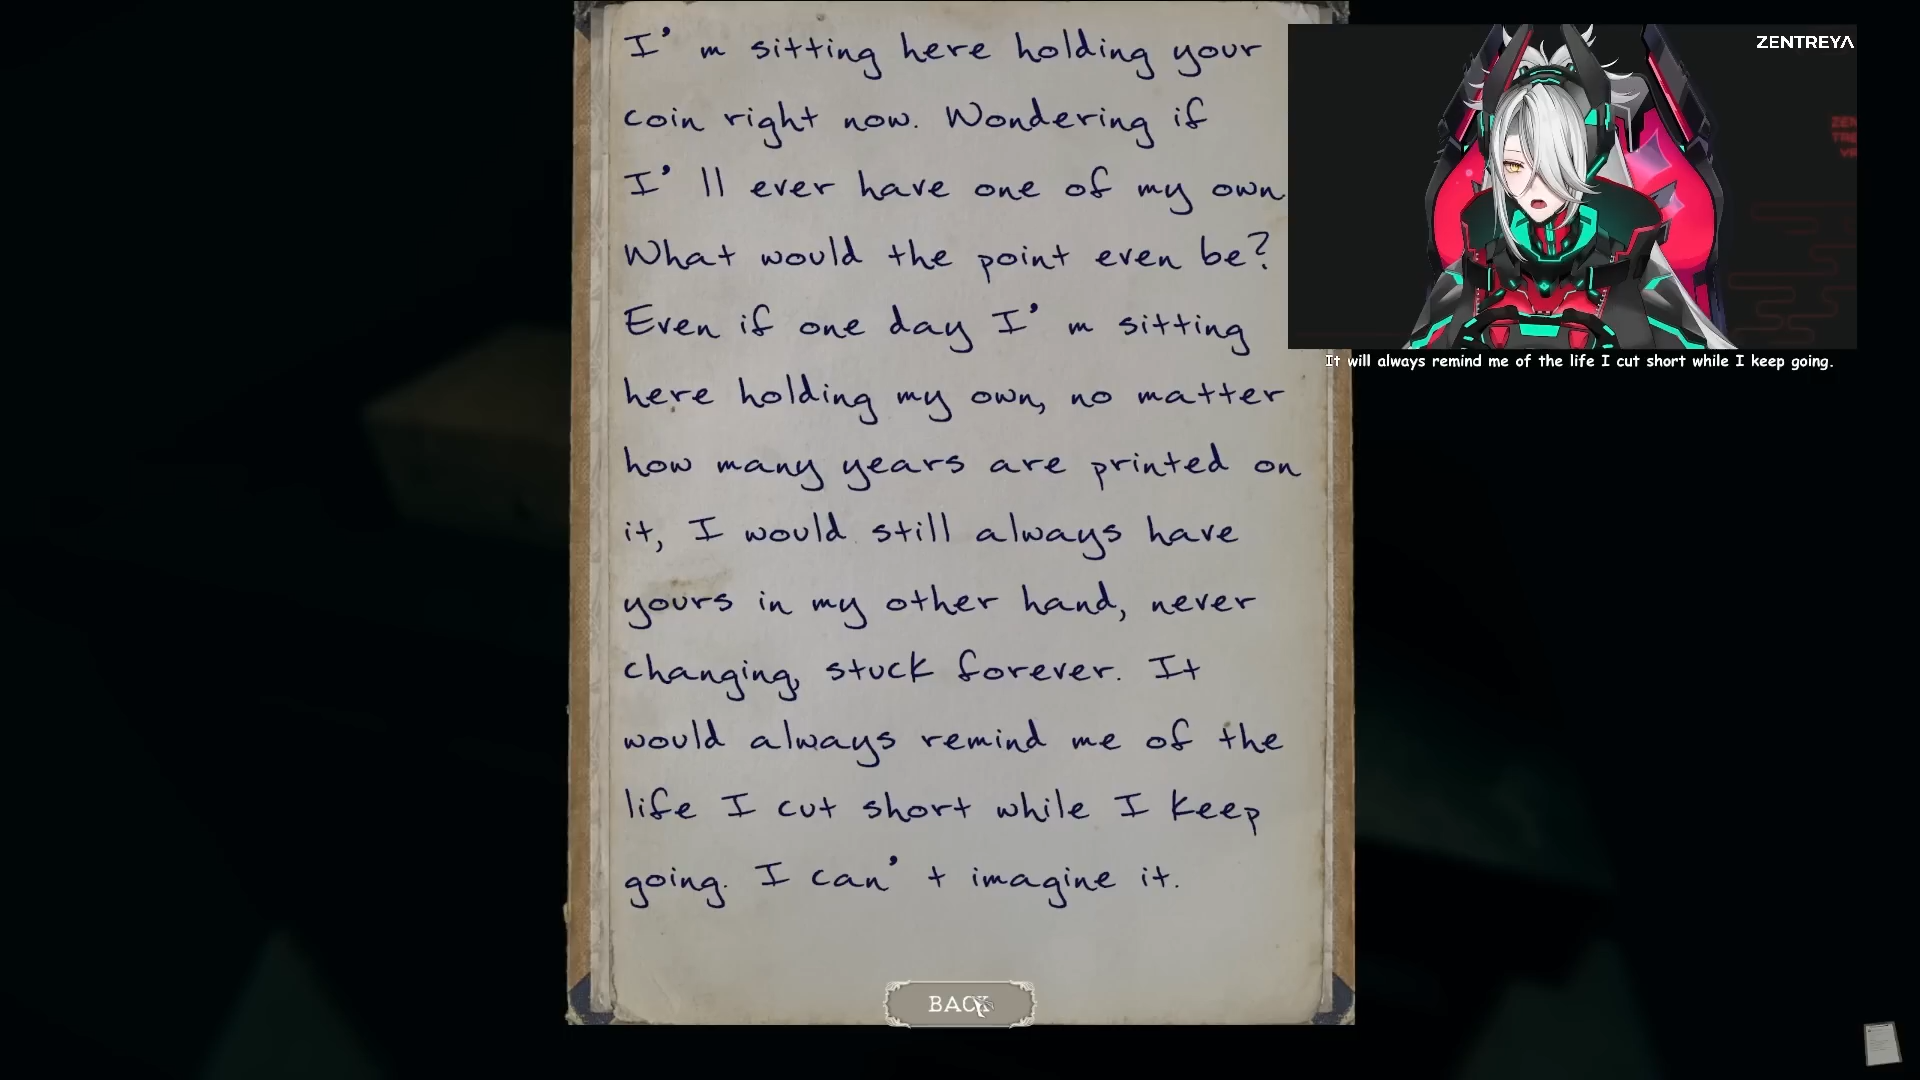 I' m sitting here holding your
coin right now. Wondering if
I' ll ever have one of my own
What would the point even be?
Even if one day I' m sitting
here holding my own, no matter
how many years are printed on
it, I would still always have
yours in my other hand, never
changing, stuck forever. It
would always remind me of the
life I cut short while I keep
going. I can' t imagine it.
BACK
ZENTREYA
It will always remind me of the life I cut short while I keep going.